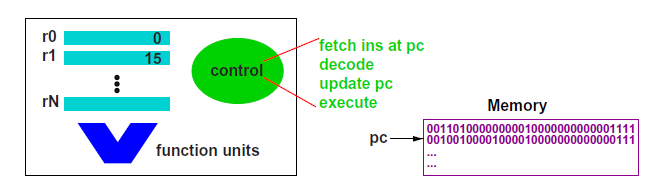 r0 0
r1 15
rN
control
fetch ins at pc
decode
update pc
execute
function units
Memory
pc
00110100000000010000000000001111
00100100001000010000000000000111
...
...